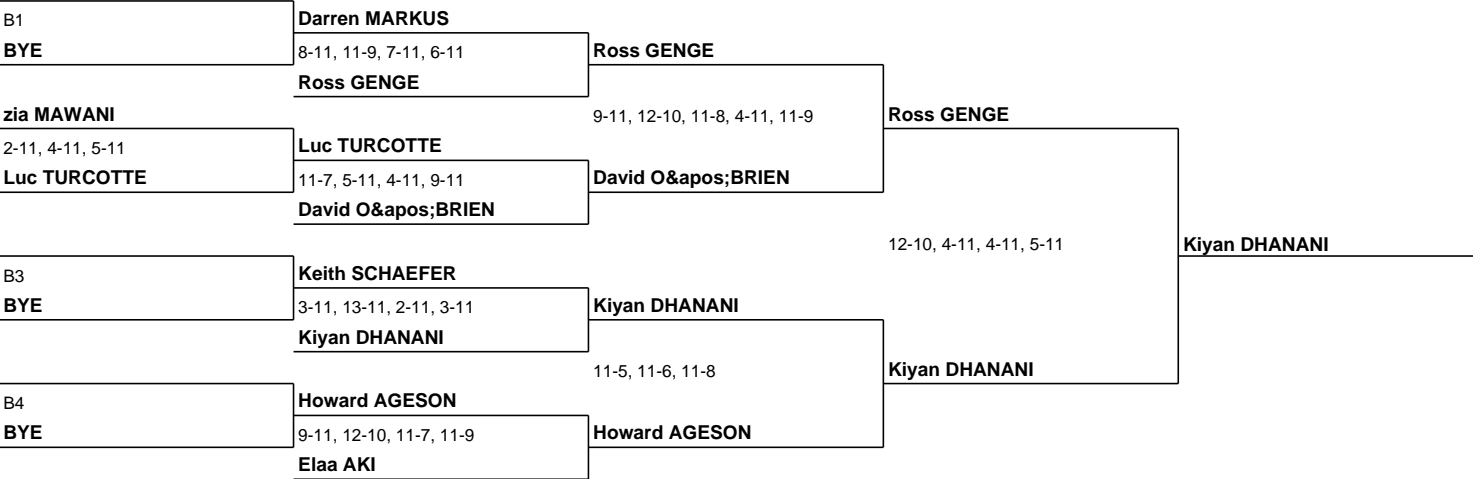 B1
BYE
zia MAWANI
2-11, 4-11, 5-11
Luc TURCOTTE
B3
BYE
B4
BYE
Darren MARKUS
8-11, 11-9, 7-11, 6-11
Ross GENGE
Luc TURCOTTE
11-7, 5-11, 4-11, 9-11
David O&apos;BRIEN
Keith SCHAEFER
3-11, 13-11, 2-11, 3-11
Kiyan DHANANI
Howard AGESON
9-11, 12-10, 11-7, 11-9
Elaa AKI
Ross GENGE
9-11, 12-10, 11-8, 4-11, 11-9
David O&apos;BRIEN
Kiyan DHANANI
11-5, 11-6, 11-8
Howard AGESON
Ross GENGE
12-10, 4-11, 4-11, 5-11
Kiyan DHANANI
Kiyan DHANANI